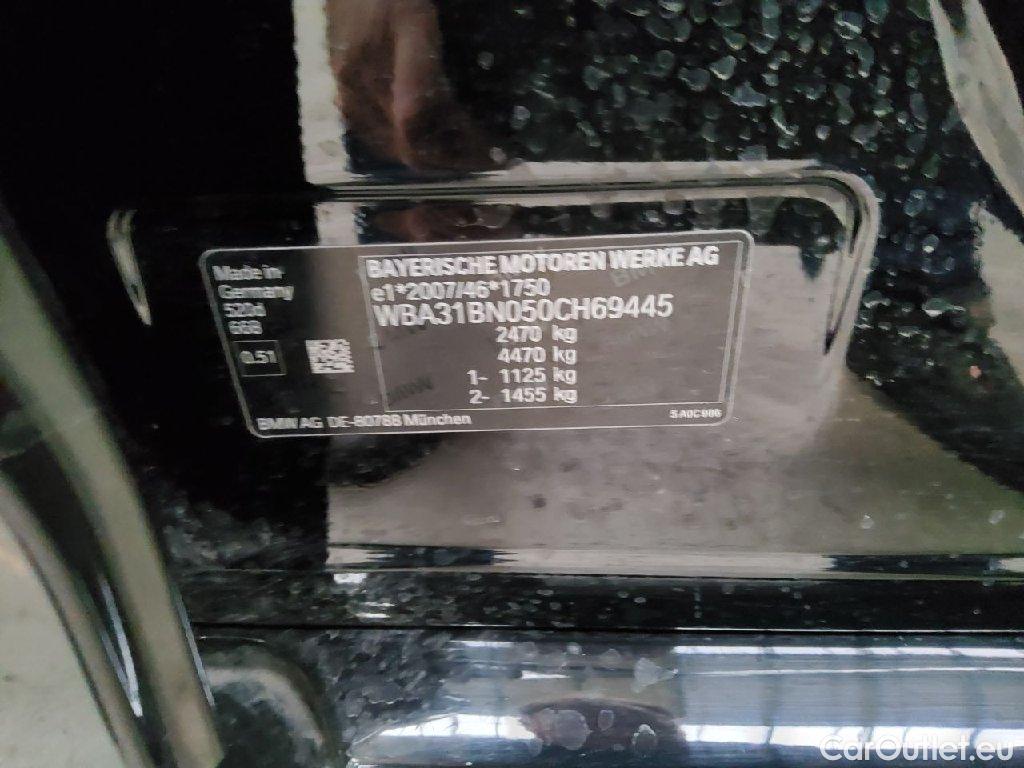 Made in
Germany
520d
668
0.51
BAYERISCHE MOTOREN WERKE AG
e1*2007/46*1750
WBA31BN050CH69445
2470 kg
4470 kg
1- 1125 kg
2- 1455 kg
BMW AG DE-80788 München
CarOutlet.eu